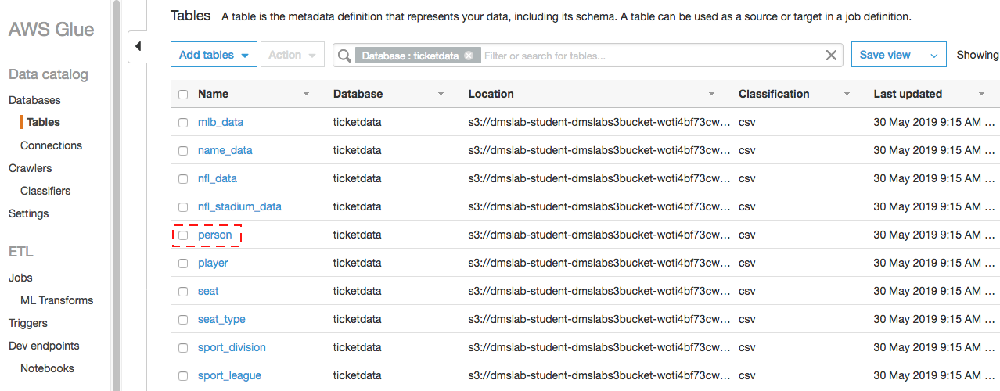 AWS Glue
Data catalog
Databases
Tables
Connections
Crawlers
Classifiers
Settings
ETL
Jobs
ML Transforms
Triggers
Dev endpoints
Notebooks
Tables A table is the metadata definition that represents your data, including its schema. A table can be used as a source or target in a job definition.
Add tables Action Database : ticketdata Filter or search for tables... Save view Showing
Name Database Location Classification Last updated
mlb_data ticketdata s3://dmslab-student-dmslabs3bucket-woti4bf73cw... csv 30 May 2019 9:15 AM ...
name_data ticketdata s3://dmslab-student-dmslabs3bucket-woti4bf73cw... csv 30 May 2019 9:15 AM ...
nfl_data ticketdata s3://dmslab-student-dmslabs3bucket-woti4bf73cw... csv 30 May 2019 9:15 AM ...
nfl_stadium_data ticketdata s3://dmslab-student-dmslabs3bucket-woti4bf73cw... csv 30 May 2019 9:15 AM ...
person ticketdata s3://dmslab-student-dmslabs3bucket-woti4bf73cw... csv 30 May 2019 9:15 AM ...
player ticketdata s3://dmslab-student-dmslabs3bucket-woti4bf73cw... csv 30 May 2019 9:15 AM ...
seat ticketdata s3://dmslab-student-dmslabs3bucket-woti4bf73cw... csv 30 May 2019 9:15 AM ...
seat_type ticketdata s3://dmslab-student-dmslabs3bucket-woti4bf73cw... csv 30 May 2019 9:15 AM ...
sport_division ticketdata s3://dmslab-student-dmslabs3bucket-woti4bf73cw... csv 30 May 2019 9:15 AM ...
sport_league ticketdata s3://dmslab-student-dmslabs3bucket-woti4bf73cw... csv 30 May 2019 9:15 AM ...